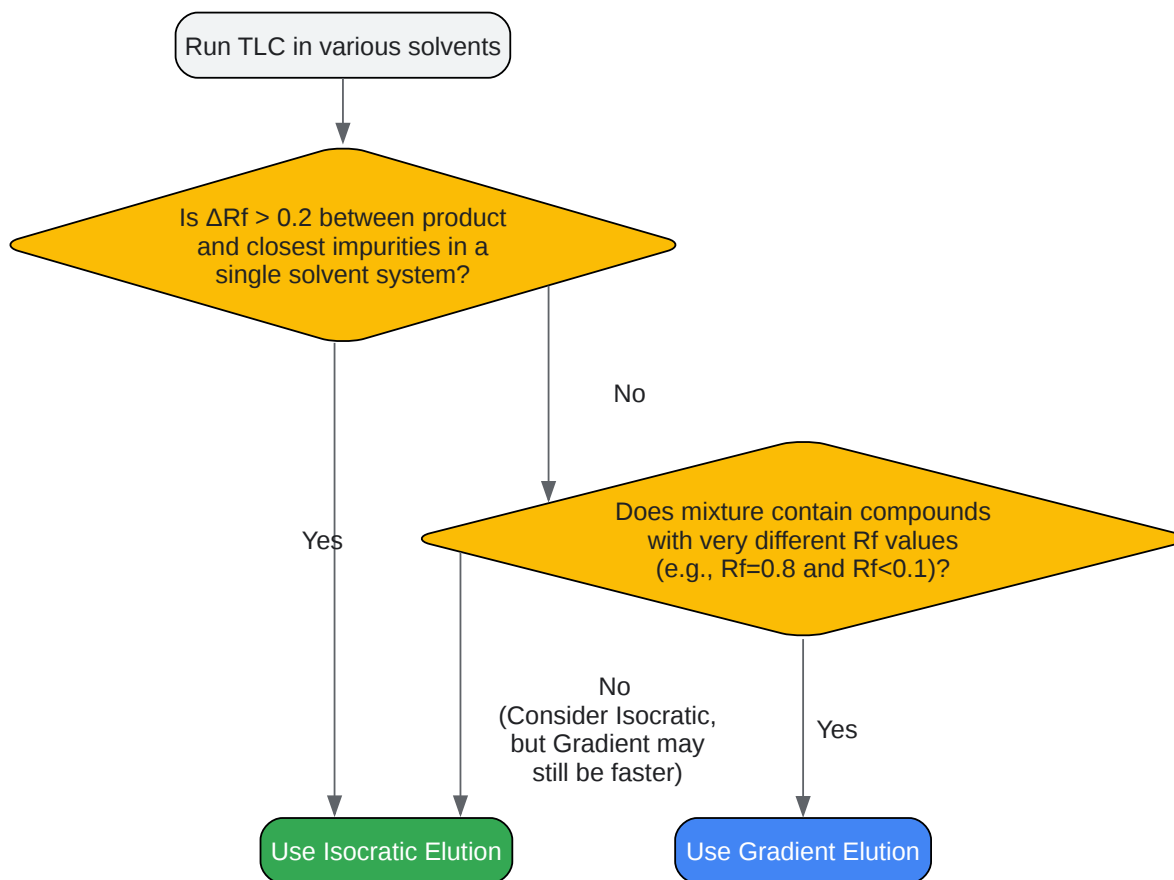 Run TLC in various solvents
Is ΔRf > 0.2 between product
and closest impurities in a
single solvent system?
No
Does mixture contain compounds
with very different Rf values
(e.g., Rf=0.8 and Rf<0.1)?
Yes
No
(Consider Isocratic,
but Gradient may
still be faster)
Yes
Use Isocratic Elution
Use Gradient Elution